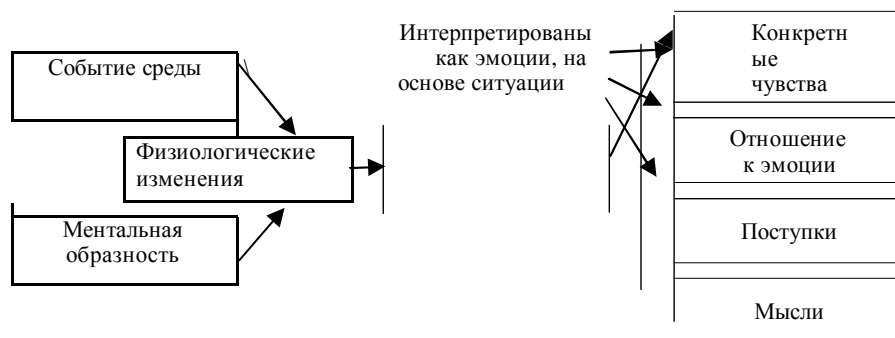 Событие среды
Физиологические
изменения
Ментальная
образность
Интерпретированы
как эмоции, на
основе ситуации
Конкретн
ые
чувства
Отношение
к эмоции
Поступки
Мысли